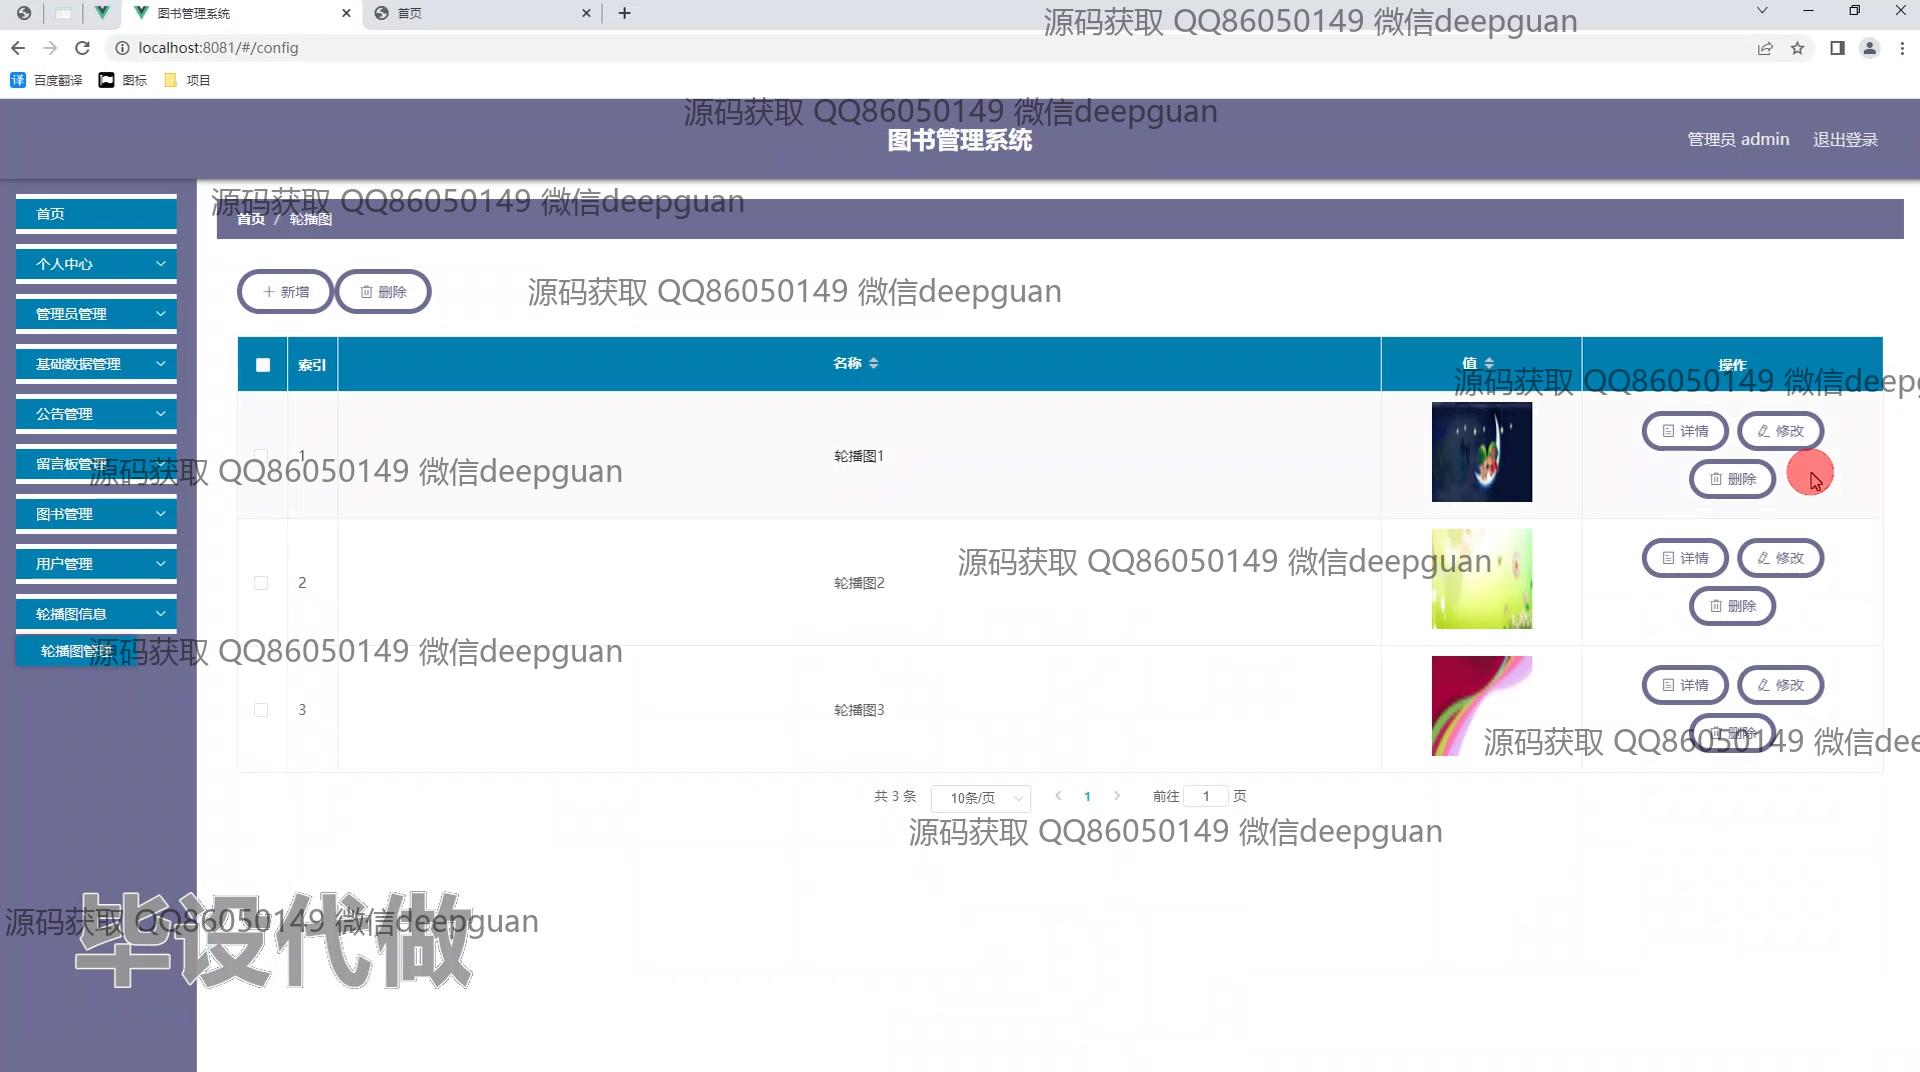 图书管理系统
首页
源码获取 QQ86050149 微信deepguan
localhost:8081/#/config
百度翻译
图标
项目
源码获取 QQ86050149 微信deepguan
图书管理系统
管理员 admin
退出登录
源码获取 QQ86050149 微信deepguan
首页 / 轮播图
首页
个人中心
管理员管理
基础数据管理
公告管理
留言板管理
图书管理
用户管理
轮播图信息
轮播图管理
新增
删除
源码获取 QQ86050149 微信deepguan
索引
名称
值
操作
源码获取 QQ86050149 微信deepg
1
轮播图1
详情
修改
删除
源码获取 QQ86050149 微信deepguan
源码获取 QQ86050149 微信deepguan
2
轮播图2
详情
修改
删除
源码获取 QQ86050149 微信deepguan
3
轮播图3
详情
修改
删除
源码获取 QQ86050149 微信dee
共 3 条
10条/页
1
前往 1 页
源码获取 QQ86050149 微信deepguan
源码获取 QQ86050149 微信deepguan
毕设代做